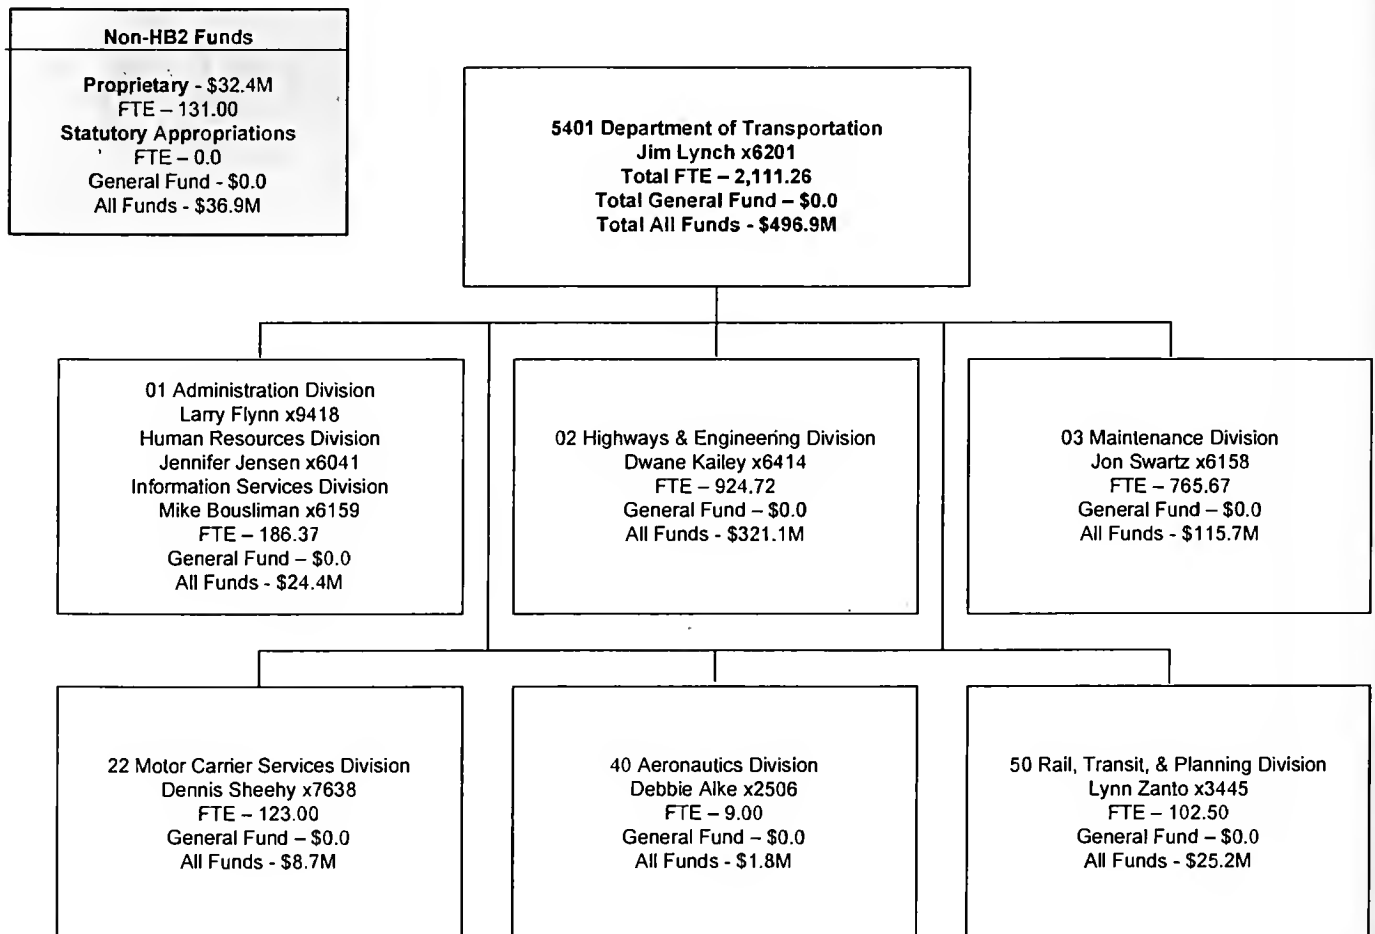 Non-HB2 Funds
Proprietary - $32.4M
FTE – 131.00
Statutory Appropriations
FTE – 0.0
General Fund - $0.0
All Funds - $36.9M
5401 Department of Transportation
Jim Lynch x6201
Total FTE – 2,111.26
Total General Fund – $0.0
Total All Funds - $496.9M
01 Administration Division
Larry Flynn x9418
Human Resources Division
Jennifer Jensen x6041
Information Services Division
Mike Bousliman x6159
FTE – 186.37
General Fund – $0.0
All Funds - $24.4M
02 Highways & Engineering Division
Dwane Kailey x6414
FTE – 924.72
General Fund – $0.0
All Funds - $321.1M
03 Maintenance Division
Jon Swartz x6158
FTE – 765.67
General Fund – $0.0
All Funds - $115.7M
22 Motor Carrier Services Division
Dennis Sheehy x7638
FTE – 123.00
General Fund – $0.0
All Funds - $8.7M
40 Aeronautics Division
Debbie Alke x2506
FTE – 9.00
General Fund – $0.0
All Funds - $1.8M
50 Rail, Transit, & Planning Division
Lynn Zanto x3445
FTE – 102.50
General Fund – $0.0
All Funds - $25.2M